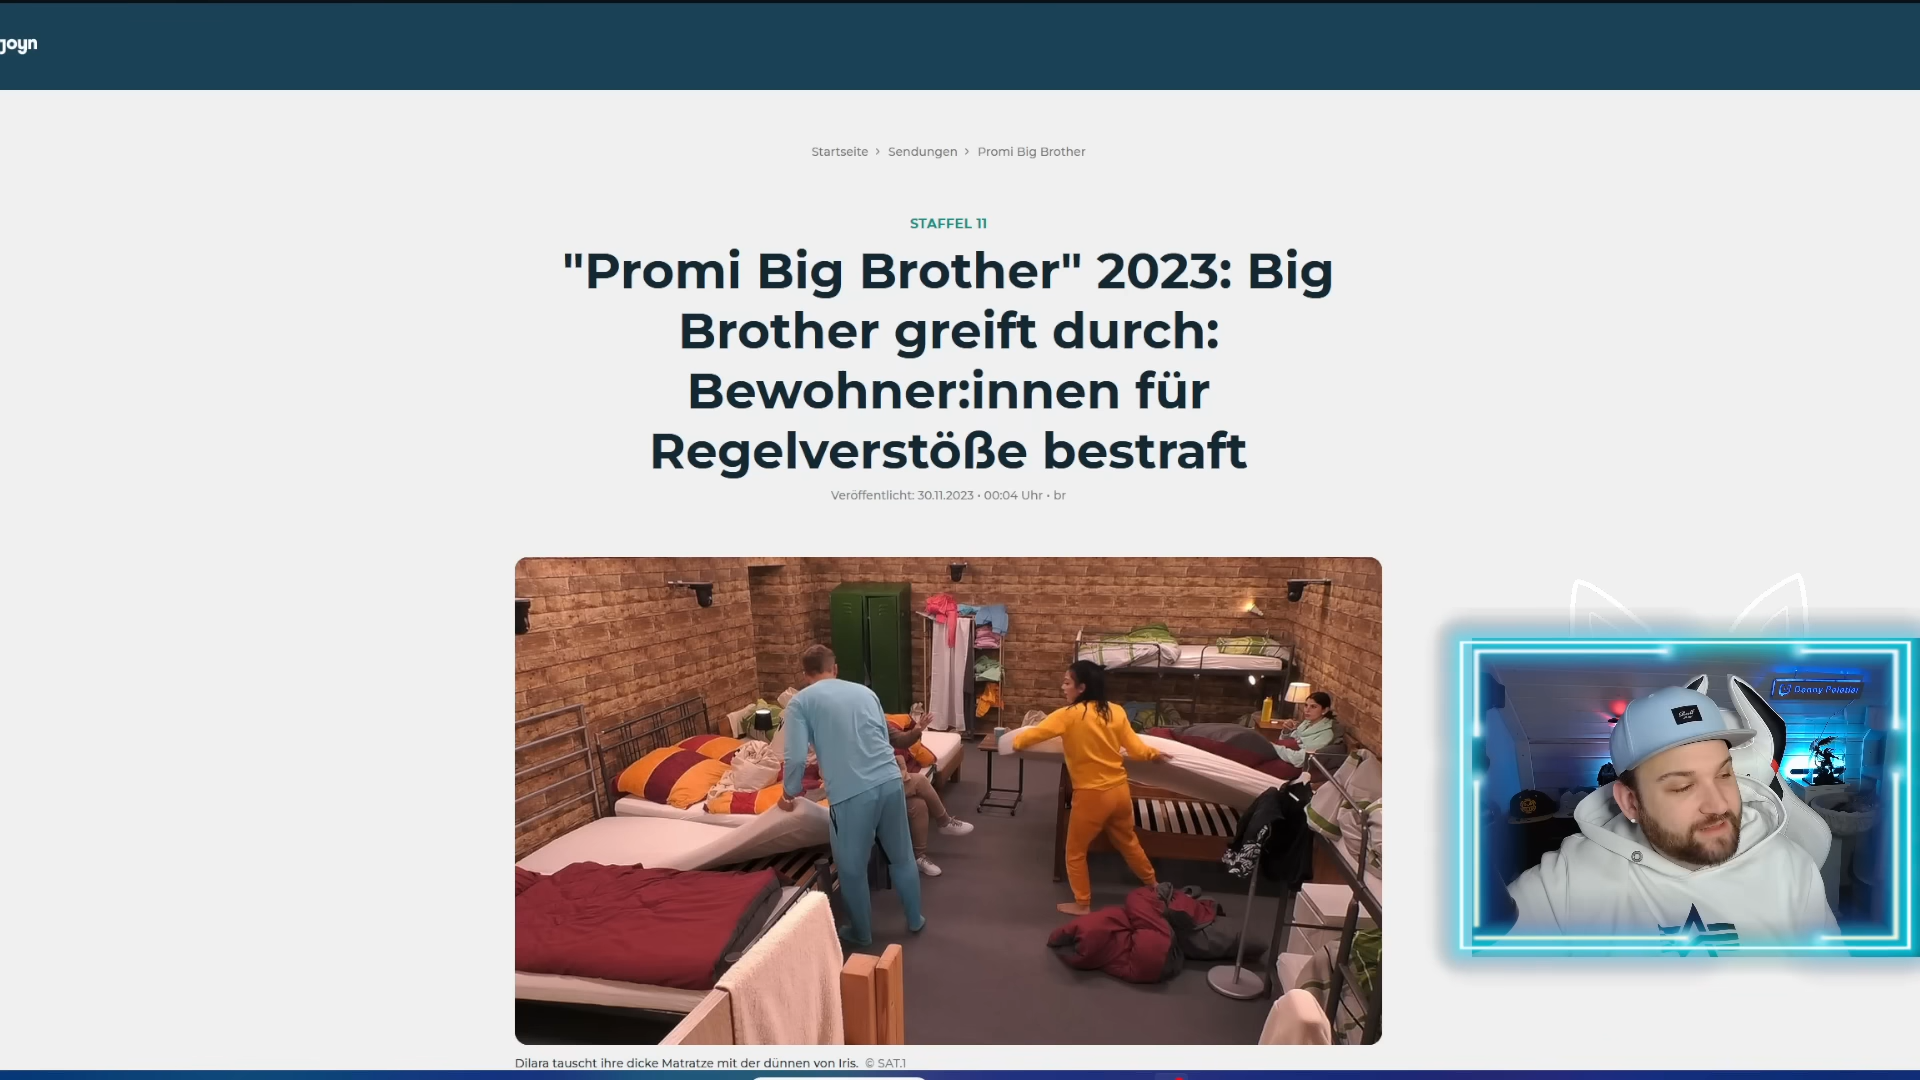 joyn
Startseite › Sendungen › Promi Big Brother
STAFFEL 11
"Promi Big Brother" 2023: Big
Brother greift durch:
Bewohner:innen für
Regelverstöße bestraft
Veröffentlicht: 30.11.2023 • 00:04 Uhr • br
Dilara tauscht ihre dicke Matratze mit der dünnen von Iris. © SAT.1